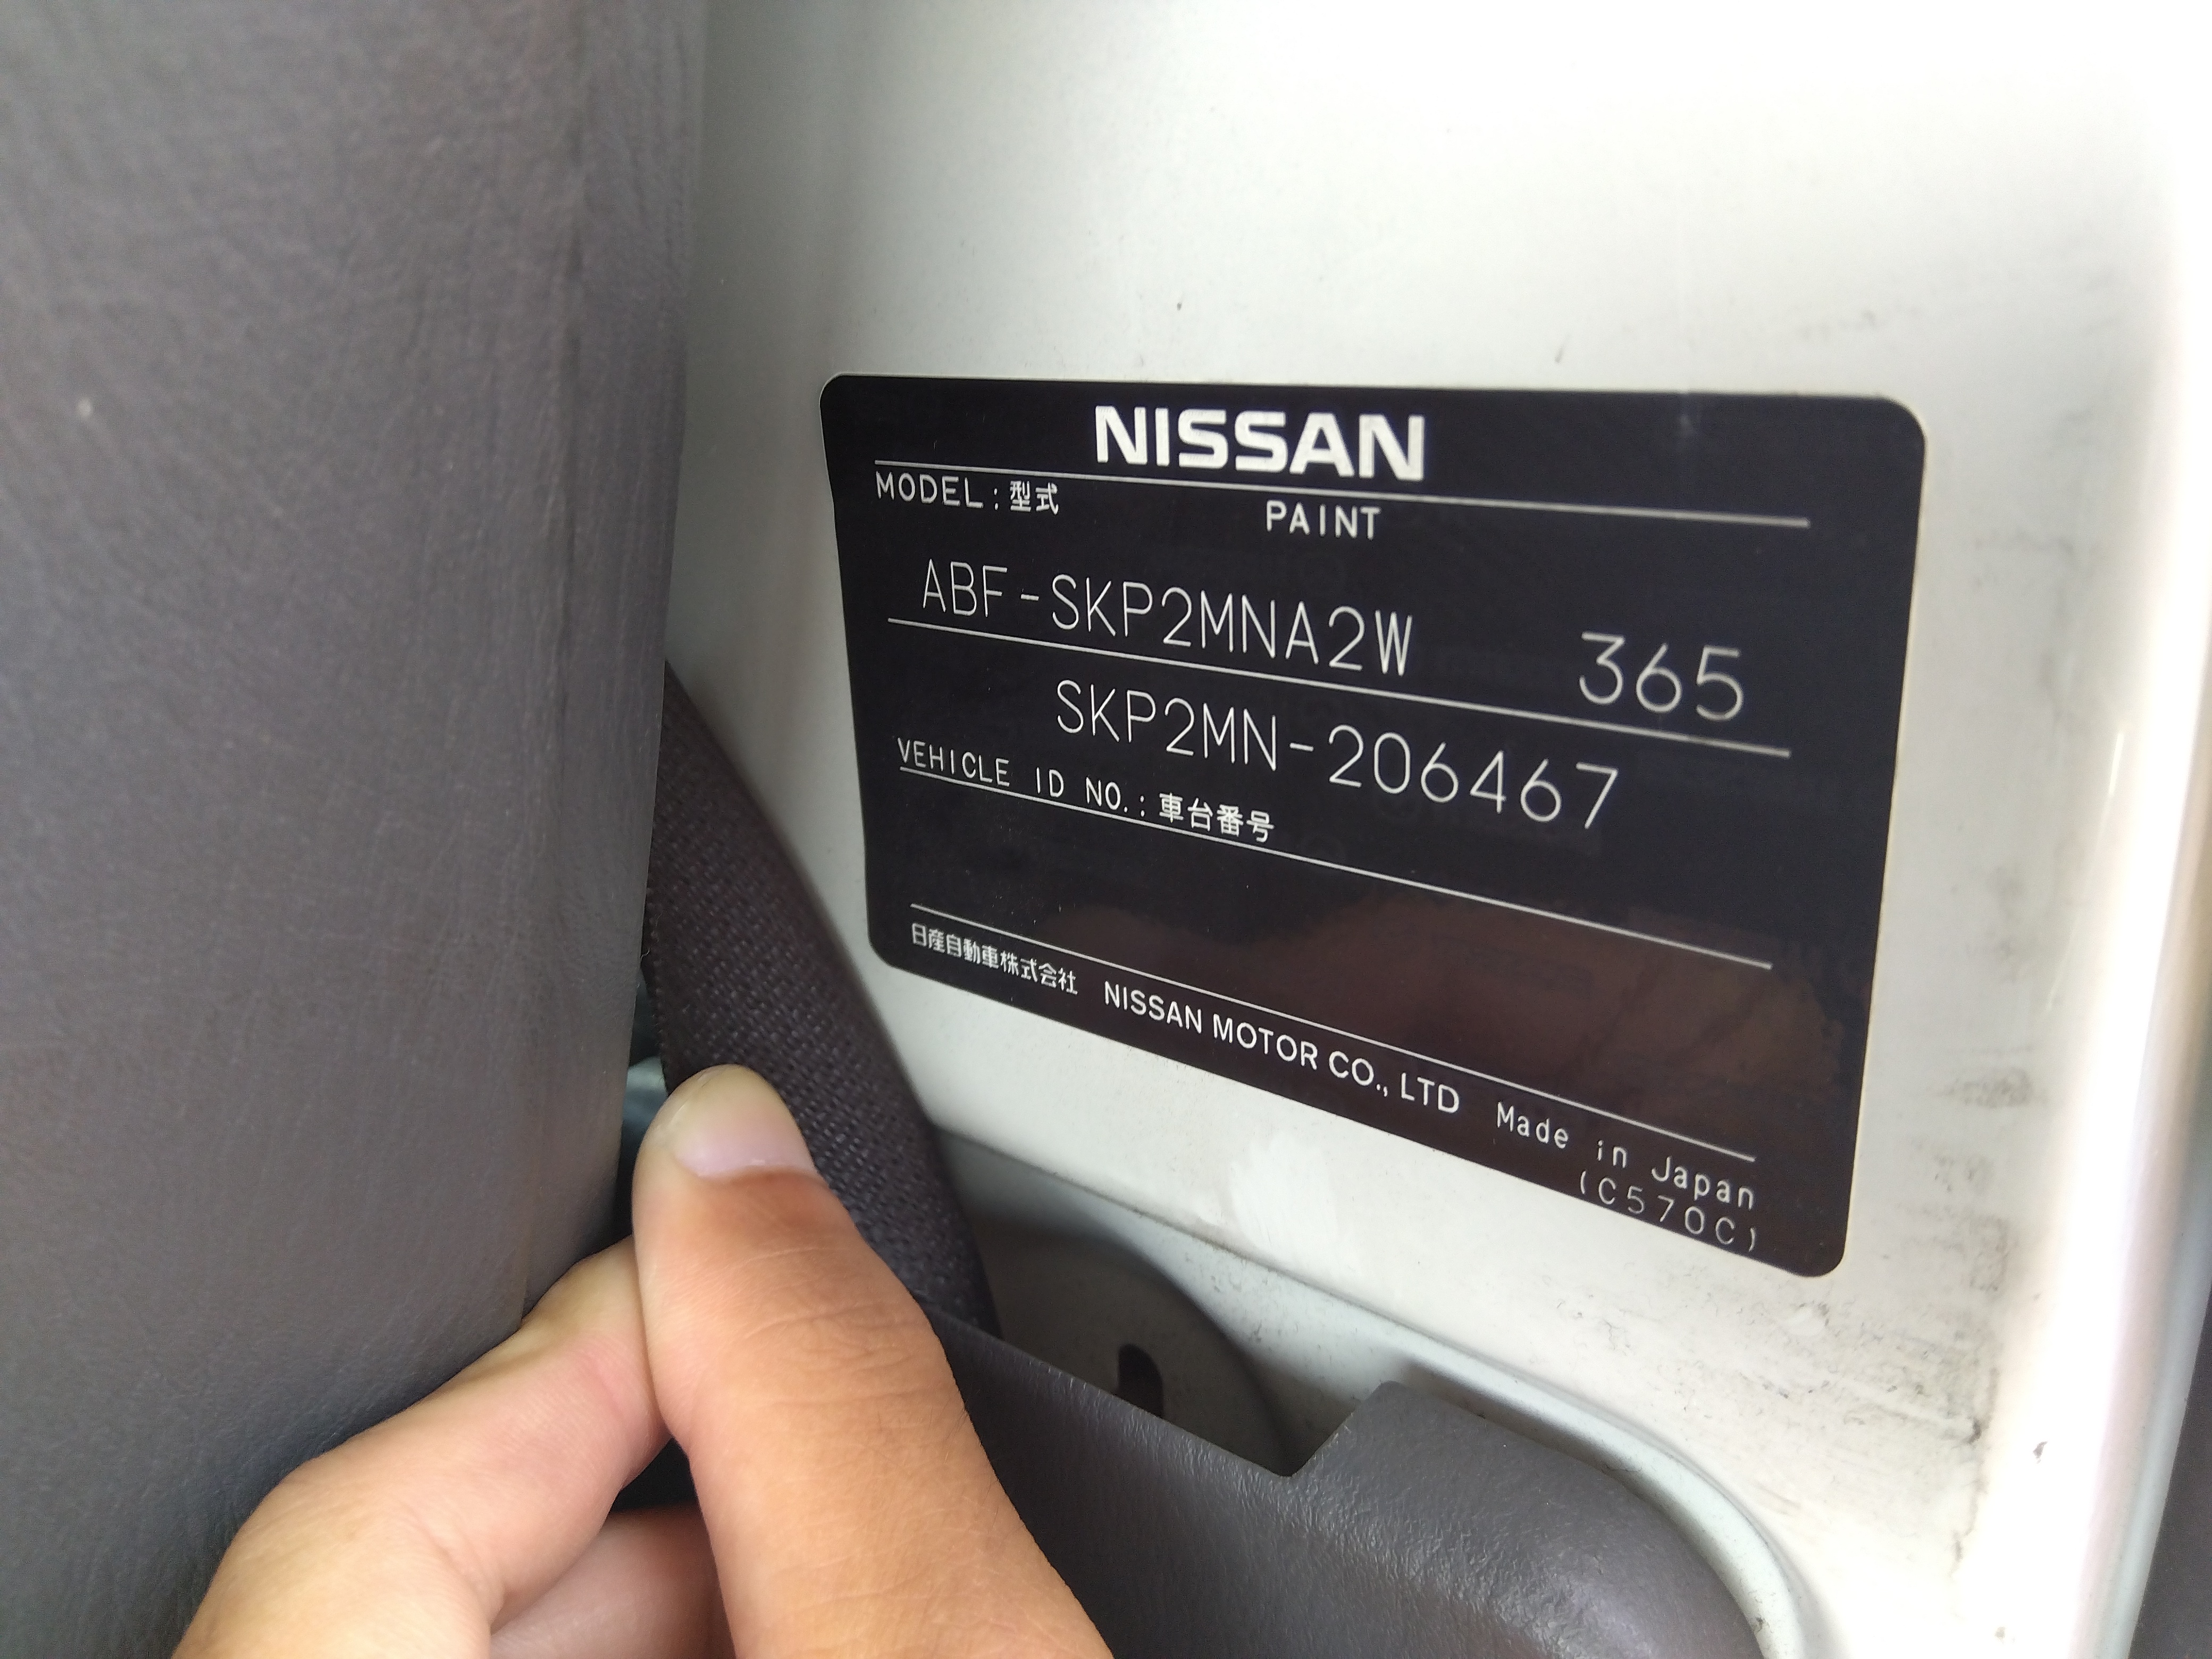 NISSAN
MODEL:型式 PAINT
ABF-SKP2MNA2W 365
SKP2MN-206467
VEHICLE ID NO.:車台番号
日産自動車株式会社 NISSAN MOTOR CO., LTD Made in Japan
(C570C)